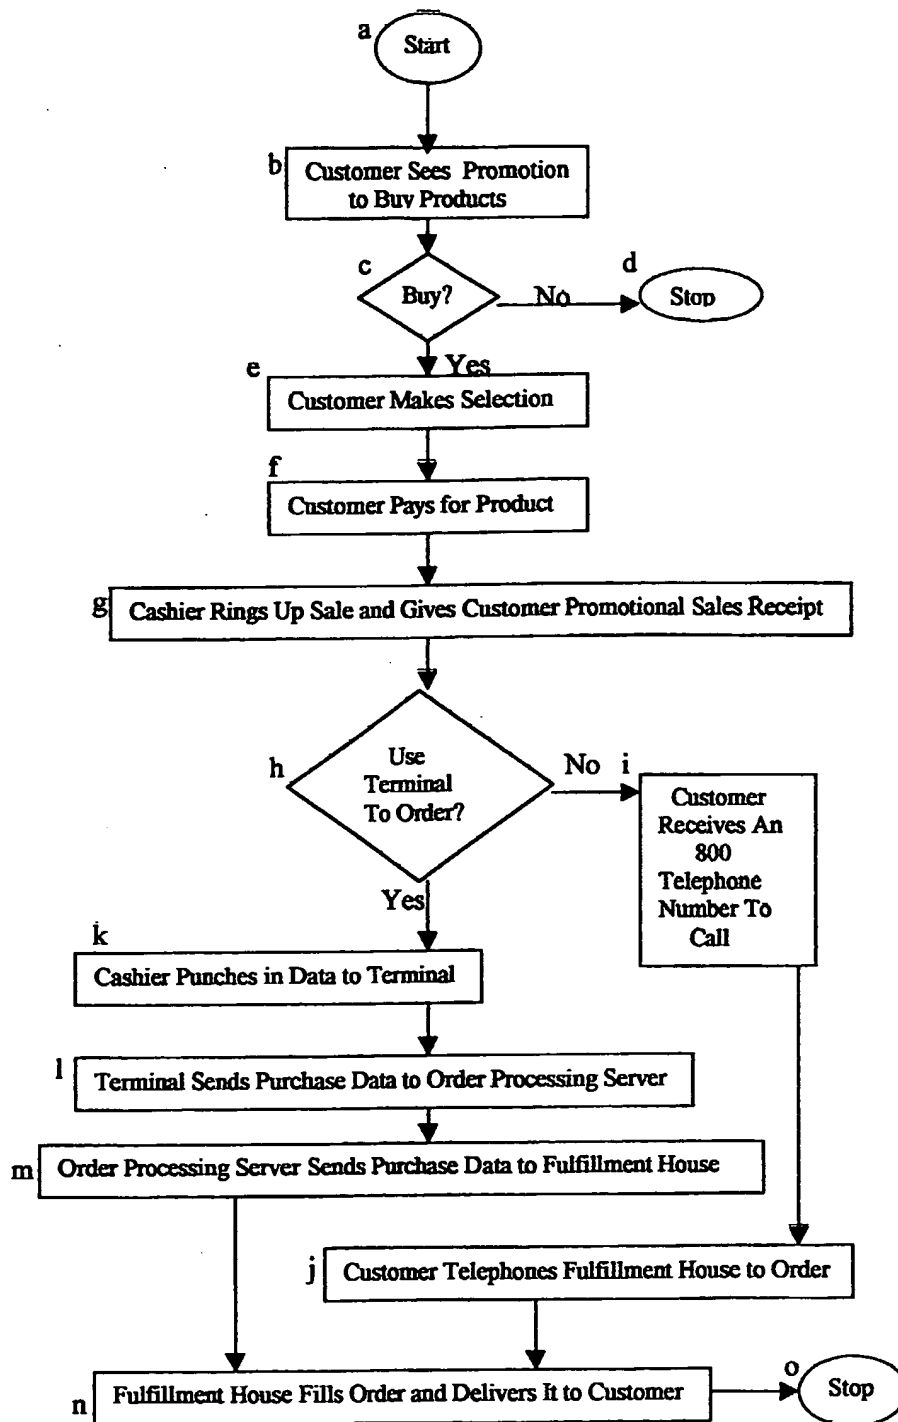 a
Start
b
Customer Sees Promotion
to Buy Products
c
Buy?
No
d
Stop
Yes
e
Customer Makes Selection
f
Customer Pays for Product
g
Cashier Rings Up Sale and Gives Customer Promotional Sales Receipt
h
Use
Terminal
To Order?
No
i
Customer
Receives An
800
Telephone
Number To
Call
Yes
k
Cashier Punches in Data to Terminal
l
Terminal Sends Purchase Data to Order Processing Server
m
Order Processing Server Sends Purchase Data to Fulfillment House
j
Customer Telephones Fulfillment House to Order
n
Fulfillment House Fills Order and Delivers It to Customer
o
Stop